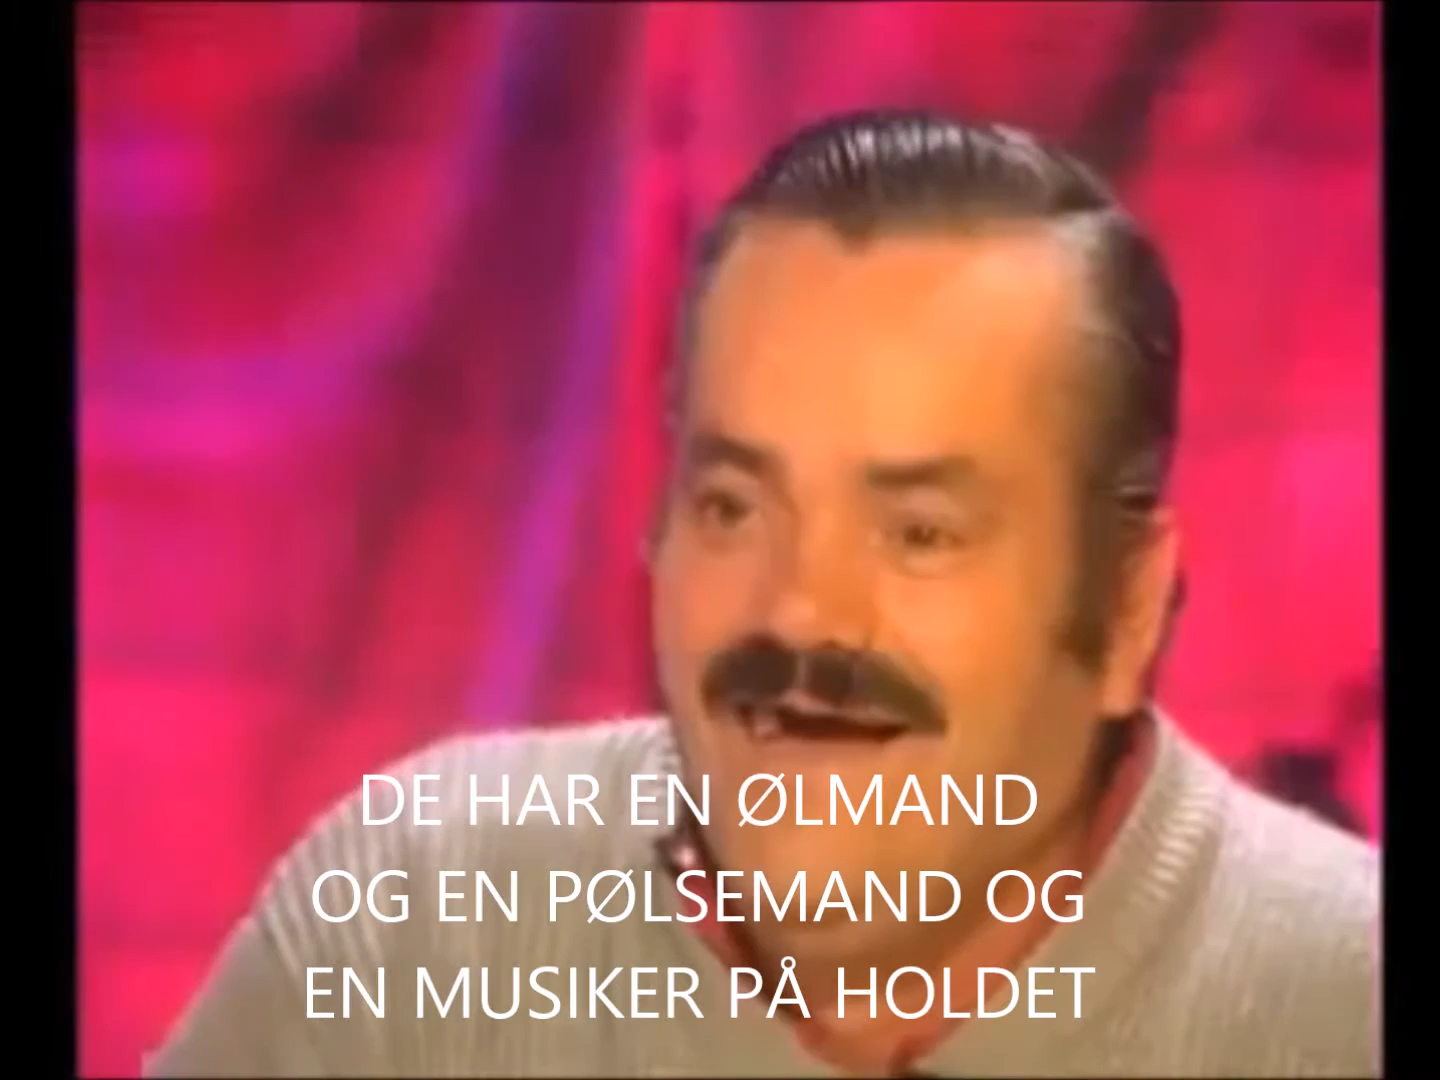 DE HAR EN ØLMAND
OG EN PØLSEMAND OG
EN MUSIKER PÅ HOLDET